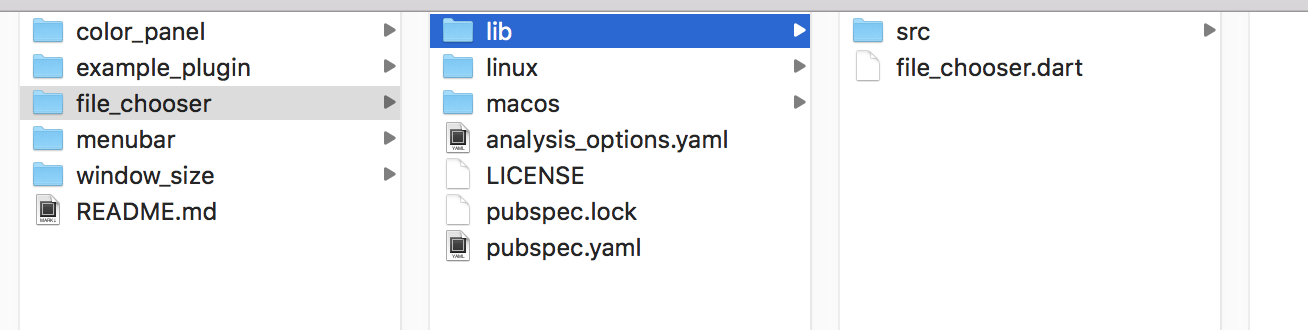 color_panel
example_plugin
file_chooser
menubar
window_size
README.md
lib
linux
macos
analysis_options.yaml
LICENSE
pubspec.lock
pubspec.yaml
src
file_chooser.dart